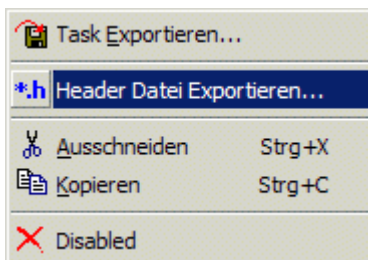 Task Exportieren...
*.h Header Datei Exportieren...
Ausschneiden Strg+X
Kopieren Strg+C
Disabled